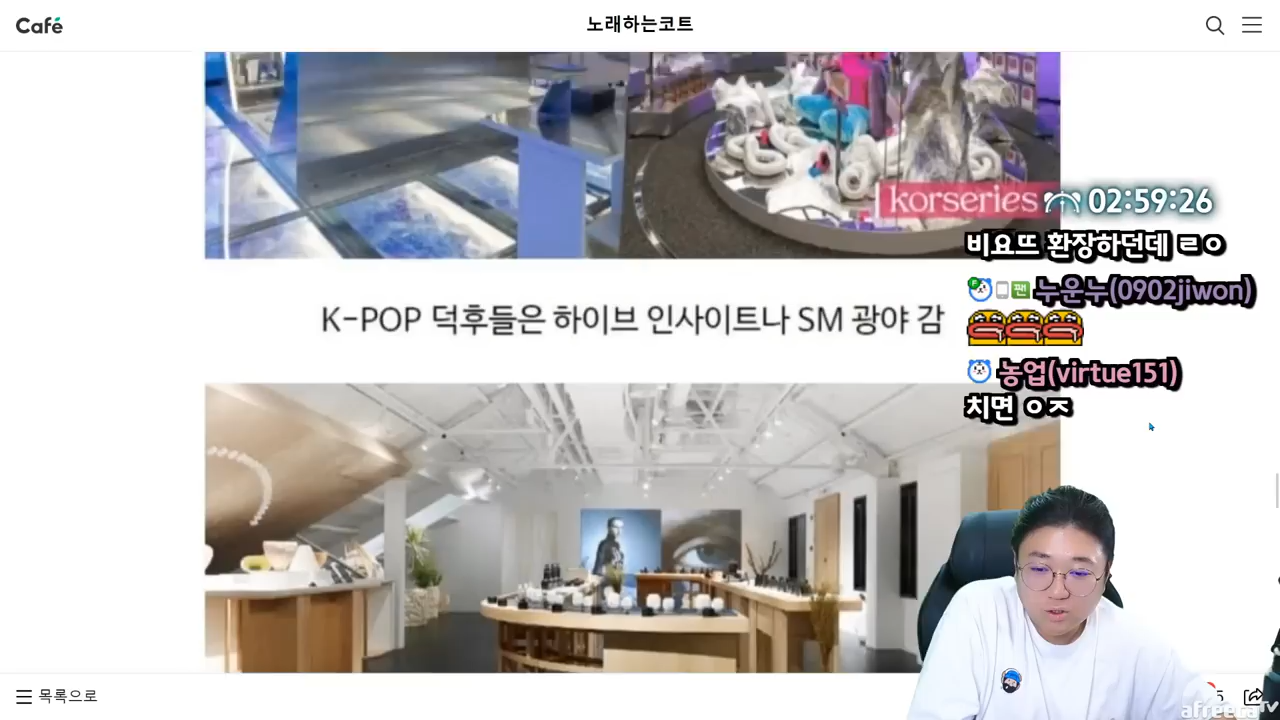 Café
노래하는코트
korseries
02:59:26
비요뜨 환장하던데 ㄹㅇ
F 팬 누운누(0902jiwon)
K-POP 덕후들은 하이브 인사이트나 SM 광야 감
농업(virtue151)
치면 ㅇㅈ
목록으로
5
afreecaTV